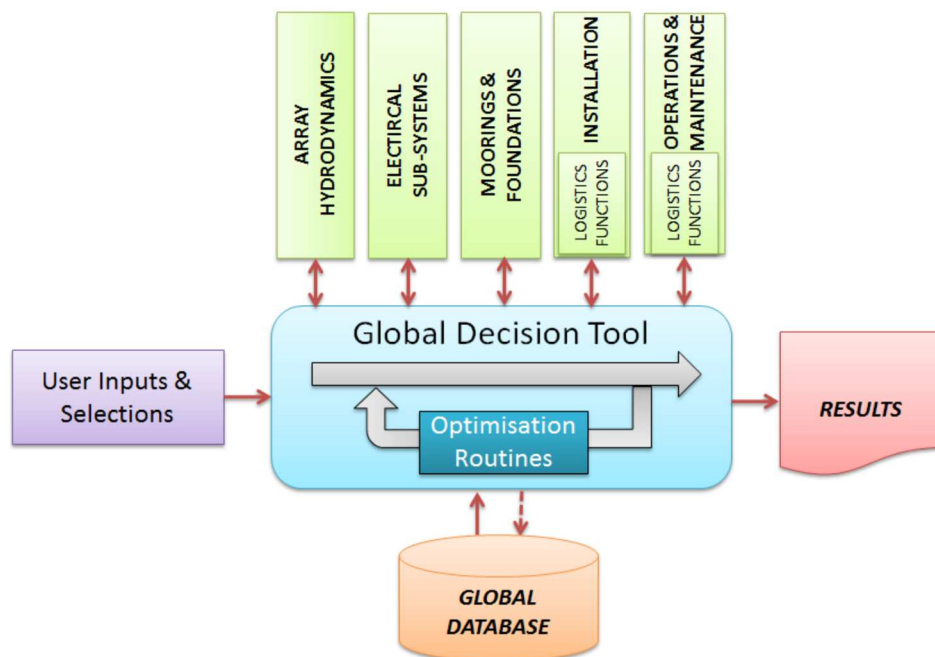 ARRAY
HYDRODYNAMICS
ELECTIRCAL
SUB-SYSTEMS
MOORINGS &
FOUNDATIONS
INSTALLATION
LOGISTICS
FUNCTIONS
OPERATIONS &
MAINTENANCE
LOGISTICS
FUNCTIONS
Global Decision Tool
User Inputs &
Selections
Optimisation
Routines
RESULTS
GLOBAL
DATABASE